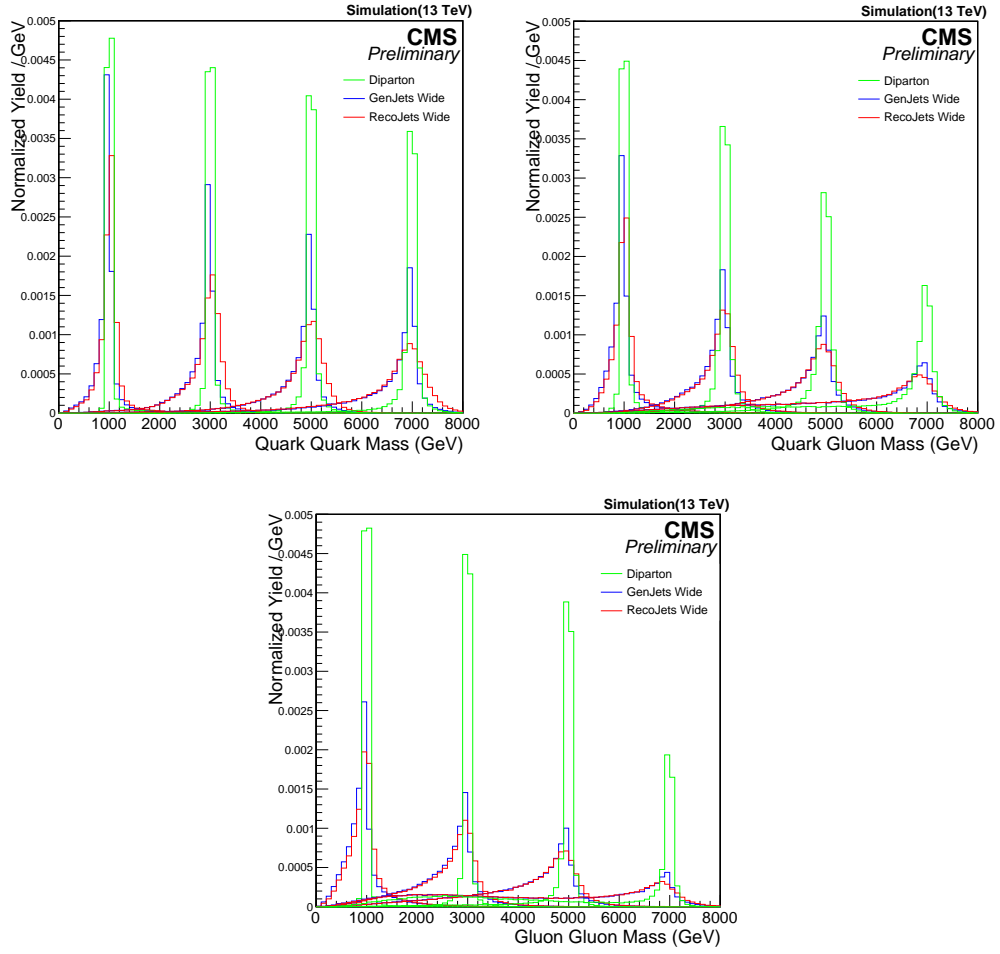 Simulation(13 TeV)
Normalized Yield / GeV
CMS
Preliminary
Diparton
GenJets Wide
RecoJets Wide
0.005
0.0045
0.004
0.0035
0.003
0.0025
0.002
0.0015
0.001
0.0005
0
0 1000 2000 3000 4000 5000 6000 7000 8000
Quark Quark Mass (GeV)
Simulation(13 TeV)
Normalized Yield / GeV
CMS
Preliminary
Diparton
GenJets Wide
RecoJets Wide
0.005
0.0045
0.004
0.0035
0.003
0.0025
0.002
0.0015
0.001
0.0005
0
0 1000 2000 3000 4000 5000 6000 7000 8000
Quark Gluon Mass (GeV)
Simulation(13 TeV)
Normalized Yield / GeV
CMS
Preliminary
Diparton
GenJets Wide
RecoJets Wide
0.005
0.0045
0.004
0.0035
0.003
0.0025
0.002
0.0015
0.001
0.0005
0
0 1000 2000 3000 4000 5000 6000 7000 8000
Gluon Gluon Mass (GeV)